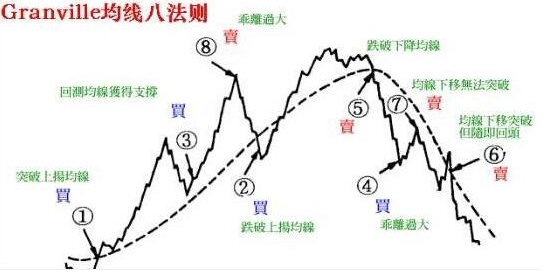 Granville均线八法则
乖離過大
⑧
賣
跌破下降均線
回測均線獲得支撐
買
③
⑤
賣
⑦
均線下移無法突破
賣
均線下移突破
但隨即回頭
⑥
賣
突破上揚均線
買
①
②
買
跌破上揚均線
④
買
乖離過大